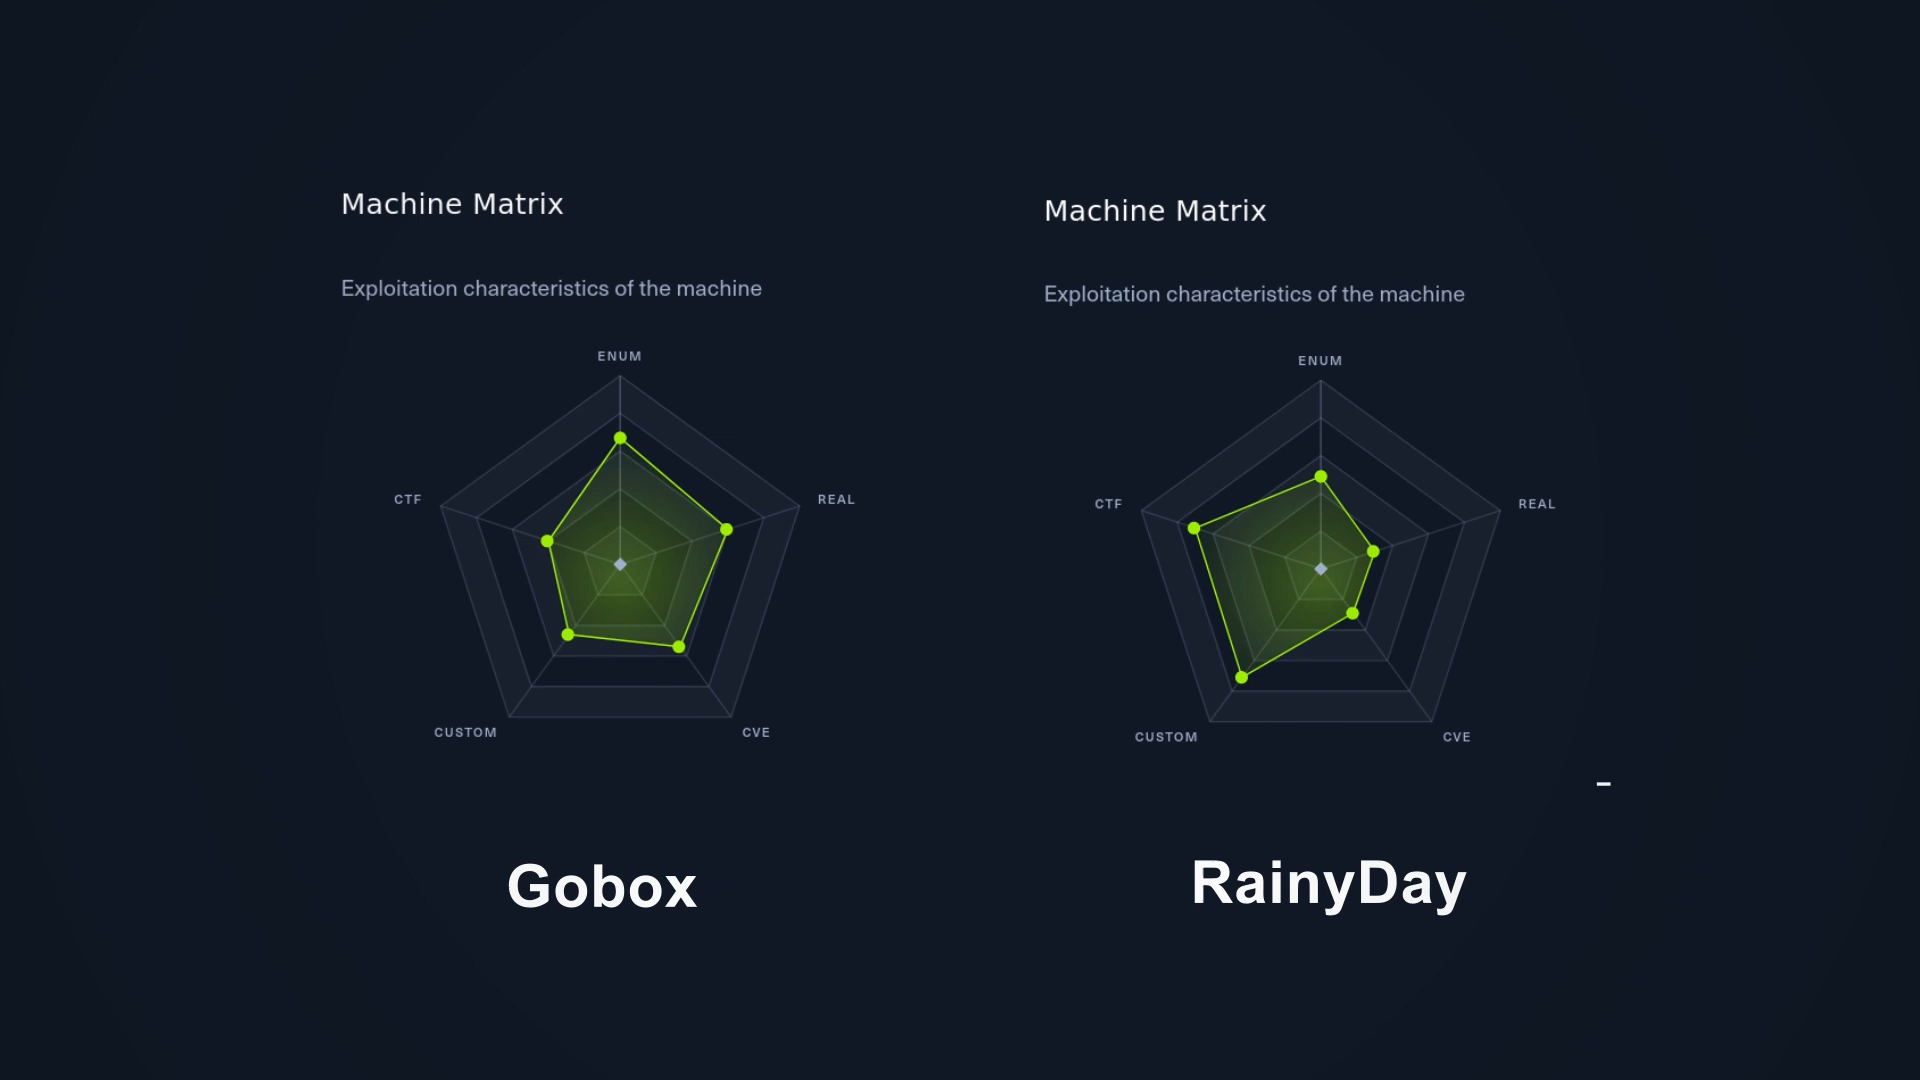 Machine Matrix
Exploitation characteristics of the machine
ENUM
CTF
REAL
CUSTOM
CVE
Gobox
Machine Matrix
Exploitation characteristics of the machine
ENUM
CTF
REAL
CUSTOM
CVE
-
RainyDay